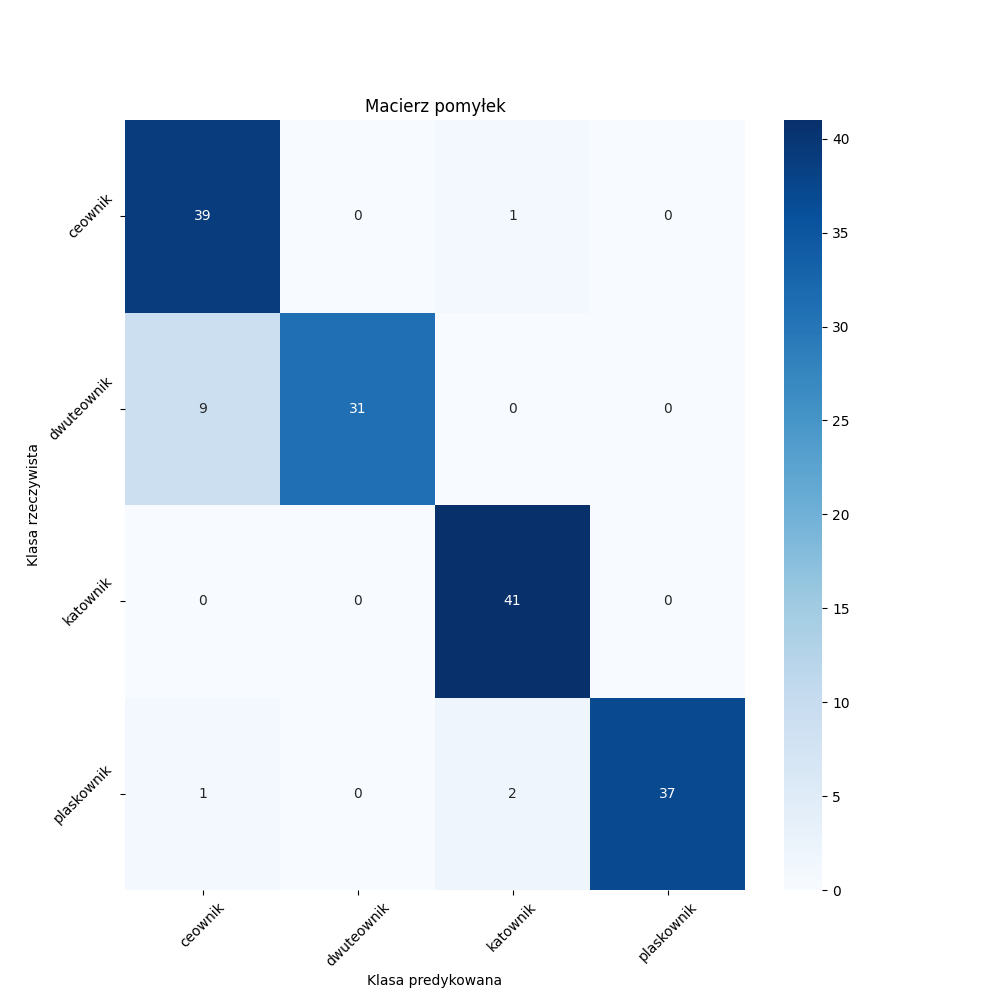 Macierz pomyłek
ceownik 39 0 1 0
dwuteownik 9 31 0 0
katownik 0 0 41 0
plaskownik 1 0 2 37
Klasa rzeczywista
ceownik dwuteownik katownik plaskownik
Klasa predykowana
40
35
30
25
20
15
10
5
0